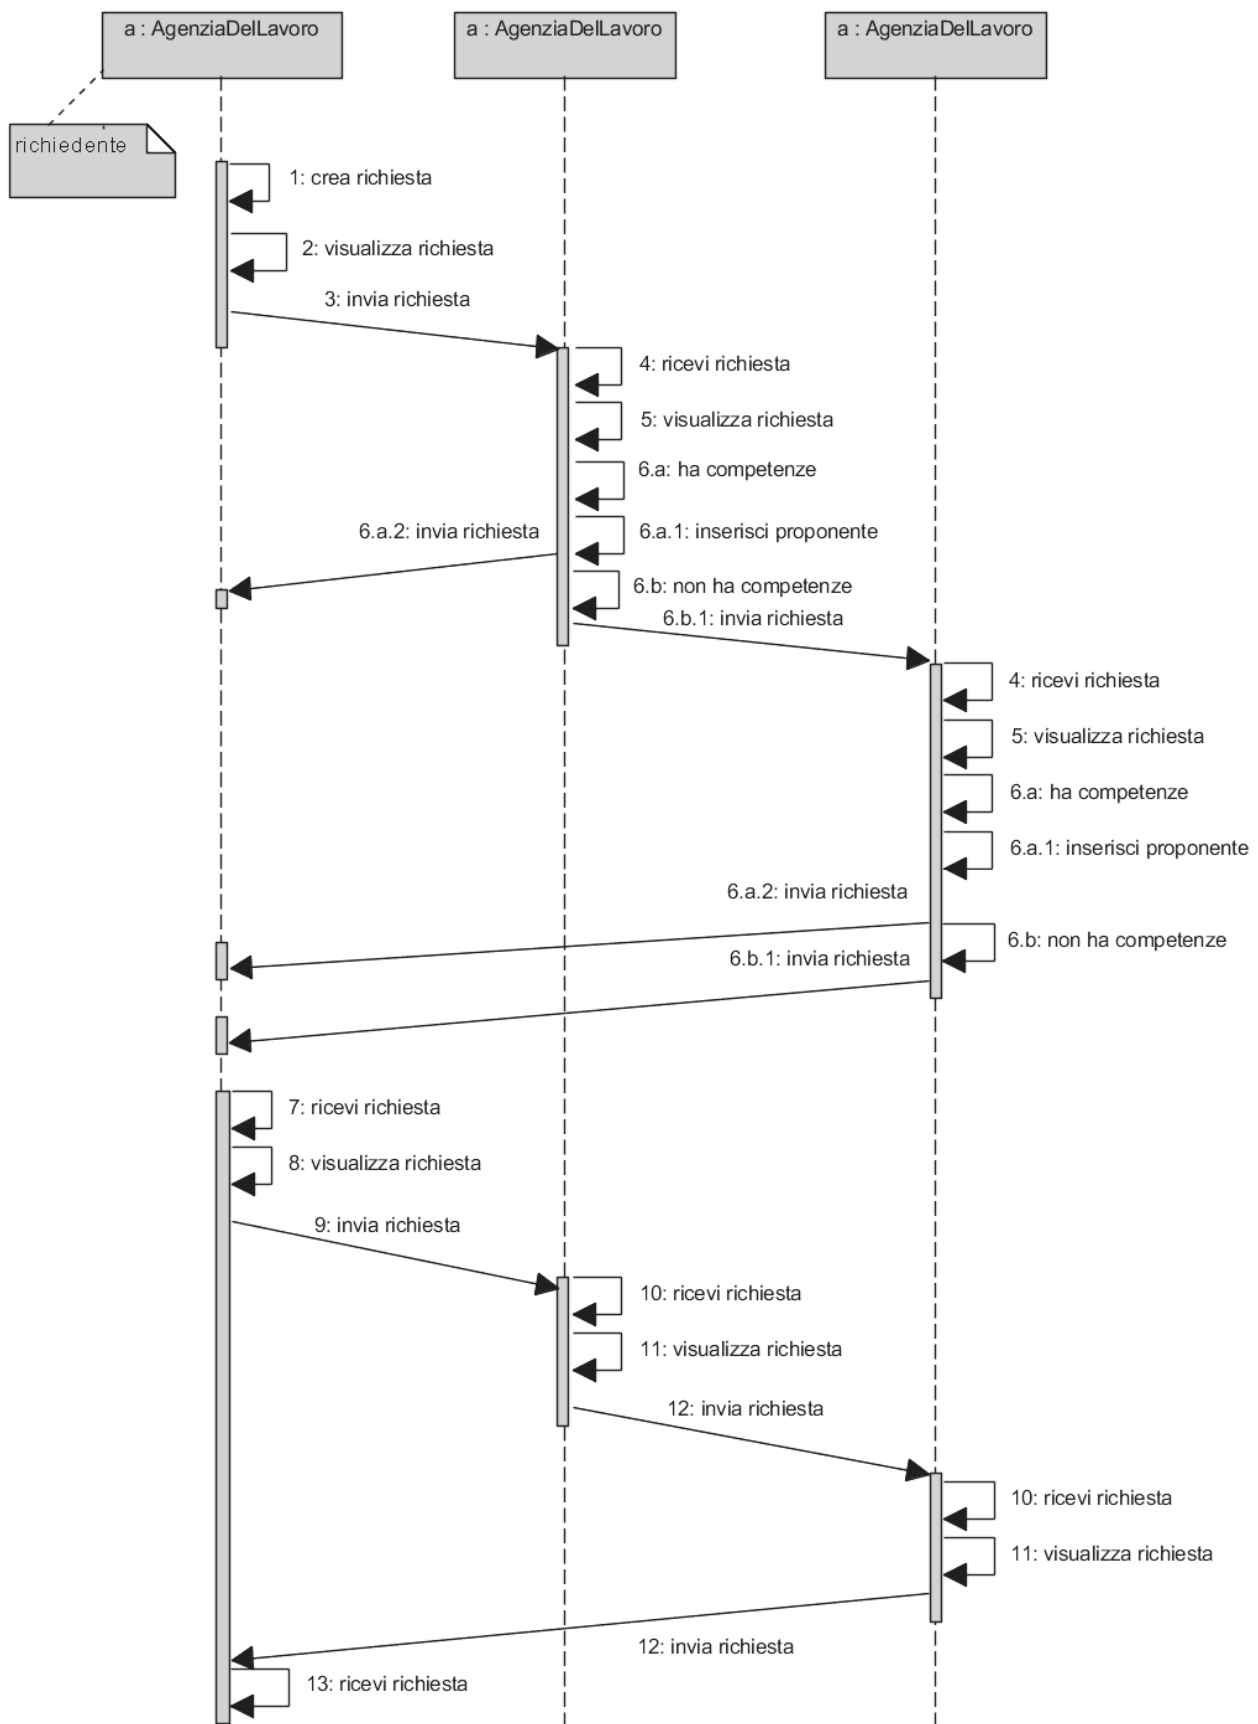 a : AgenziaDelLavoro
a : AgenziaDelLavoro
a : AgenziaDelLavoro
richiedente
1: crea richiesta
2: visualizza richiesta
3: invia richiesta
4: ricevi richiesta
5: visualizza richiesta
6.a: ha competenze
6.a.2: invia richiesta
6.a.1: inserisci proponente
6.b: non ha competenze
6.b.1: invia richiesta
4: ricevi richiesta
5: visualizza richiesta
6.a: ha competenze
6.a.1: inserisci proponente
6.a.2: invia richiesta
6.b: non ha competenze
6.b.1: invia richiesta
7: ricevi richiesta
8: visualizza richiesta
9: invia richiesta
10: ricevi richiesta
11: visualizza richiesta
12: invia richiesta
10: ricevi richiesta
11: visualizza richiesta
12: invia richiesta
13: ricevi richiesta